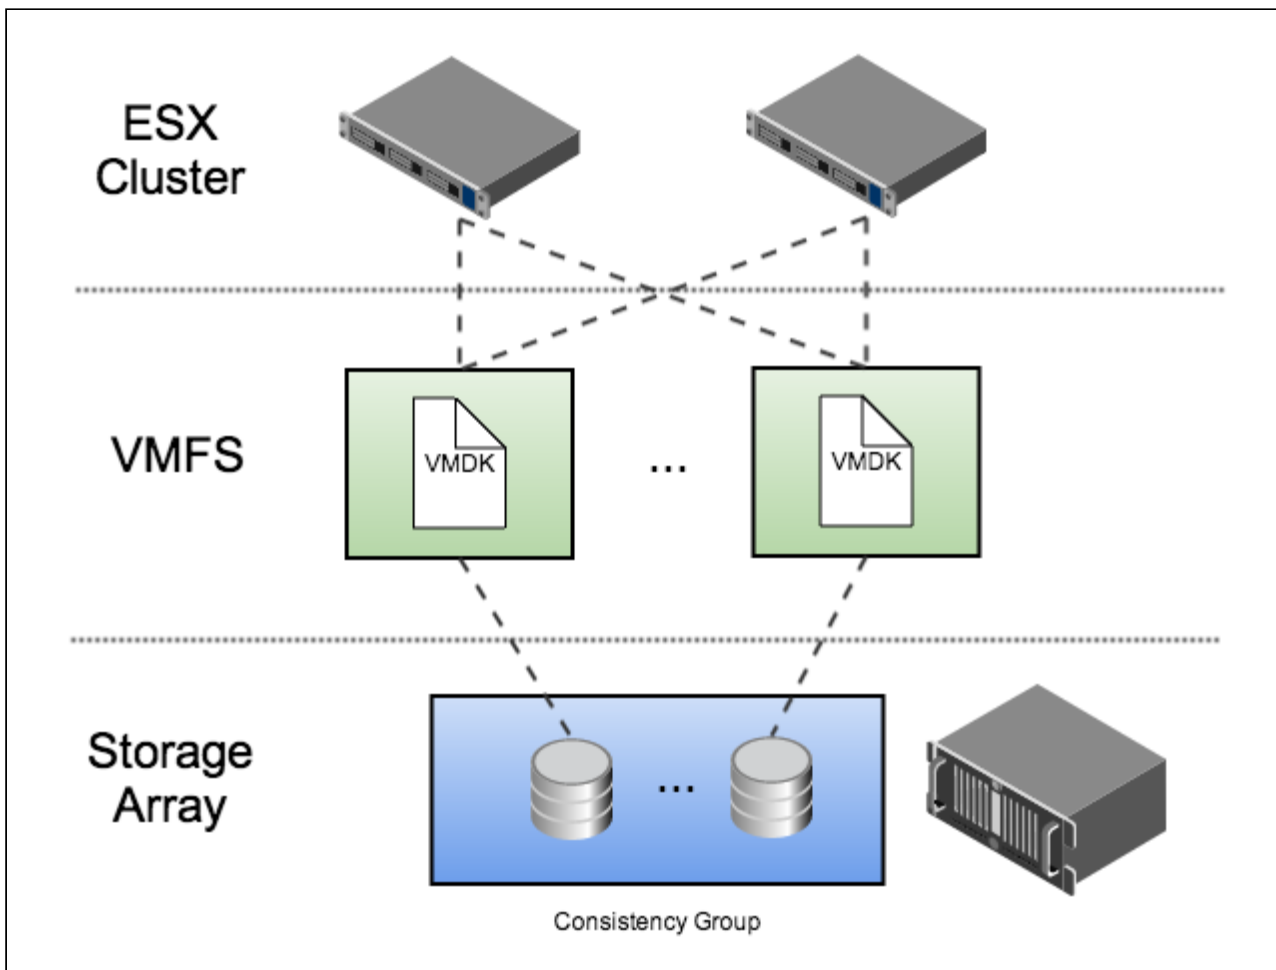 ESX
Cluster
VMFS
VMDK
...
VMDK
Storage
Array
...
Consistency Group